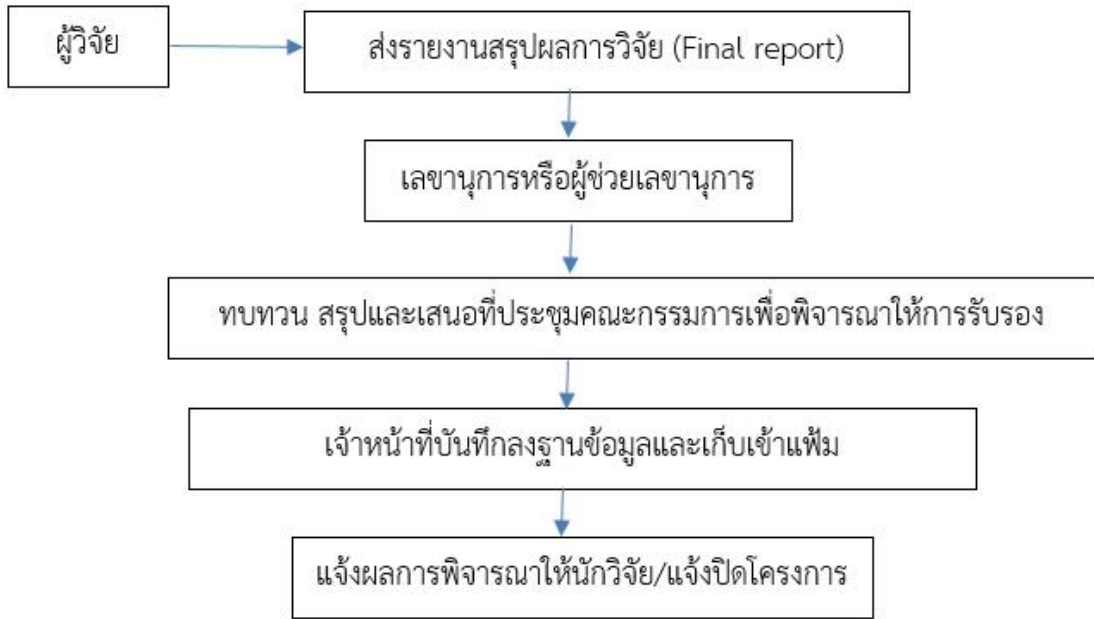 ผู้วิจัย
ส่งรายงานสรุปผลการวิจัย (Final report)
เลขานุการหรือผู้ช่วยเลขานุการ
ทบทวน สรุปและเสนอที่ประชุมคณะกรรมการเพื่อพิจารณาให้การรับรอง
เจ้าหน้าที่บันทึกลงฐานข้อมูลและเก็บเข้าแฟ้ม
แจ้งผลการพิจารณาให้นักวิจัย/แจ้งปิดโครงการ